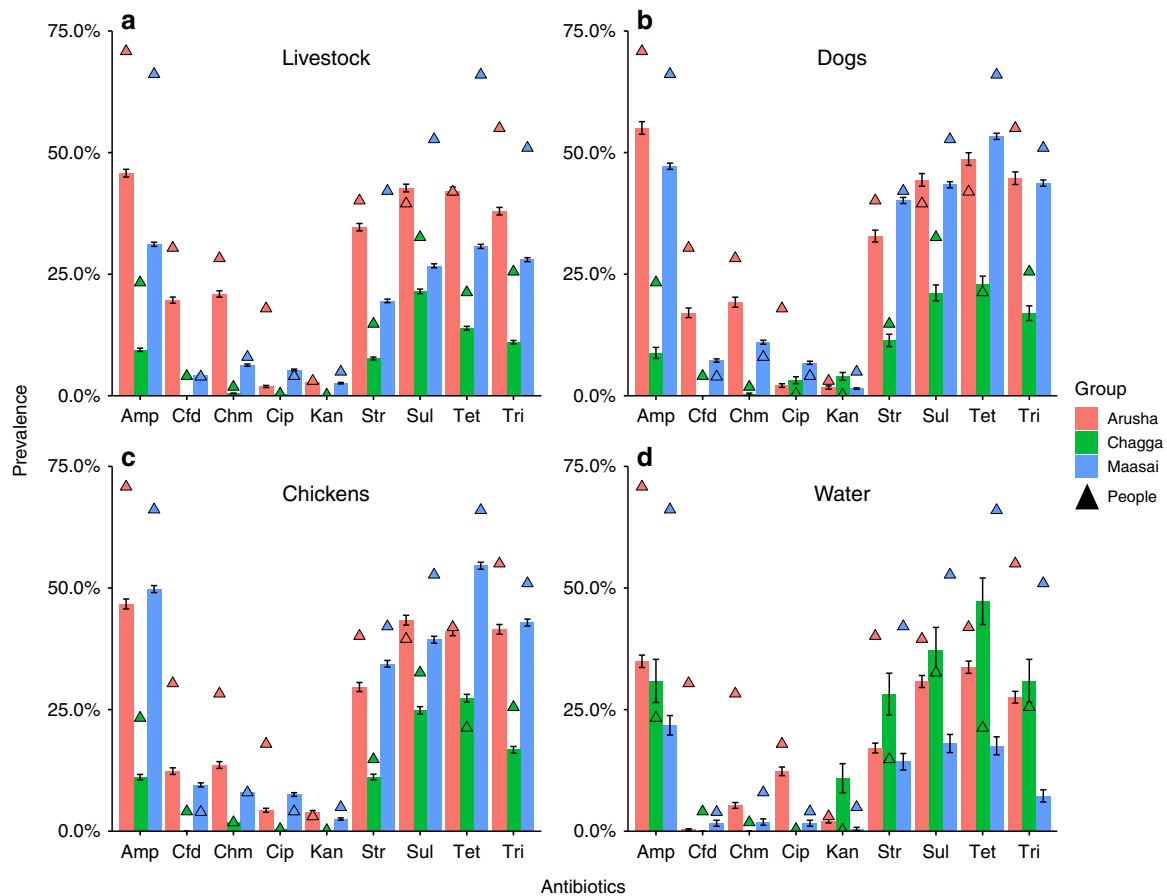 a
b
75.0%
75.0%
Livestock
Dogs
50.0%
50.0%
25.0%
25.0%
0.0%
0.0%
Amp Cfd Chm Cip Kan Str Sul Tet Tri
Amp Cfd Chm Cip Kan Str Sul Tet Tri
Prevalence
Group
Arusha
Chagga
Maasai
People
c
d
75.0%
75.0%
Chickens
Water
50.0%
50.0%
25.0%
25.0%
0.0%
0.0%
Amp Cfd Chm Cip Kan Str Sul Tet Tri
Amp Cfd Chm Cip Kan Str Sul Tet Tri
Antibiotics